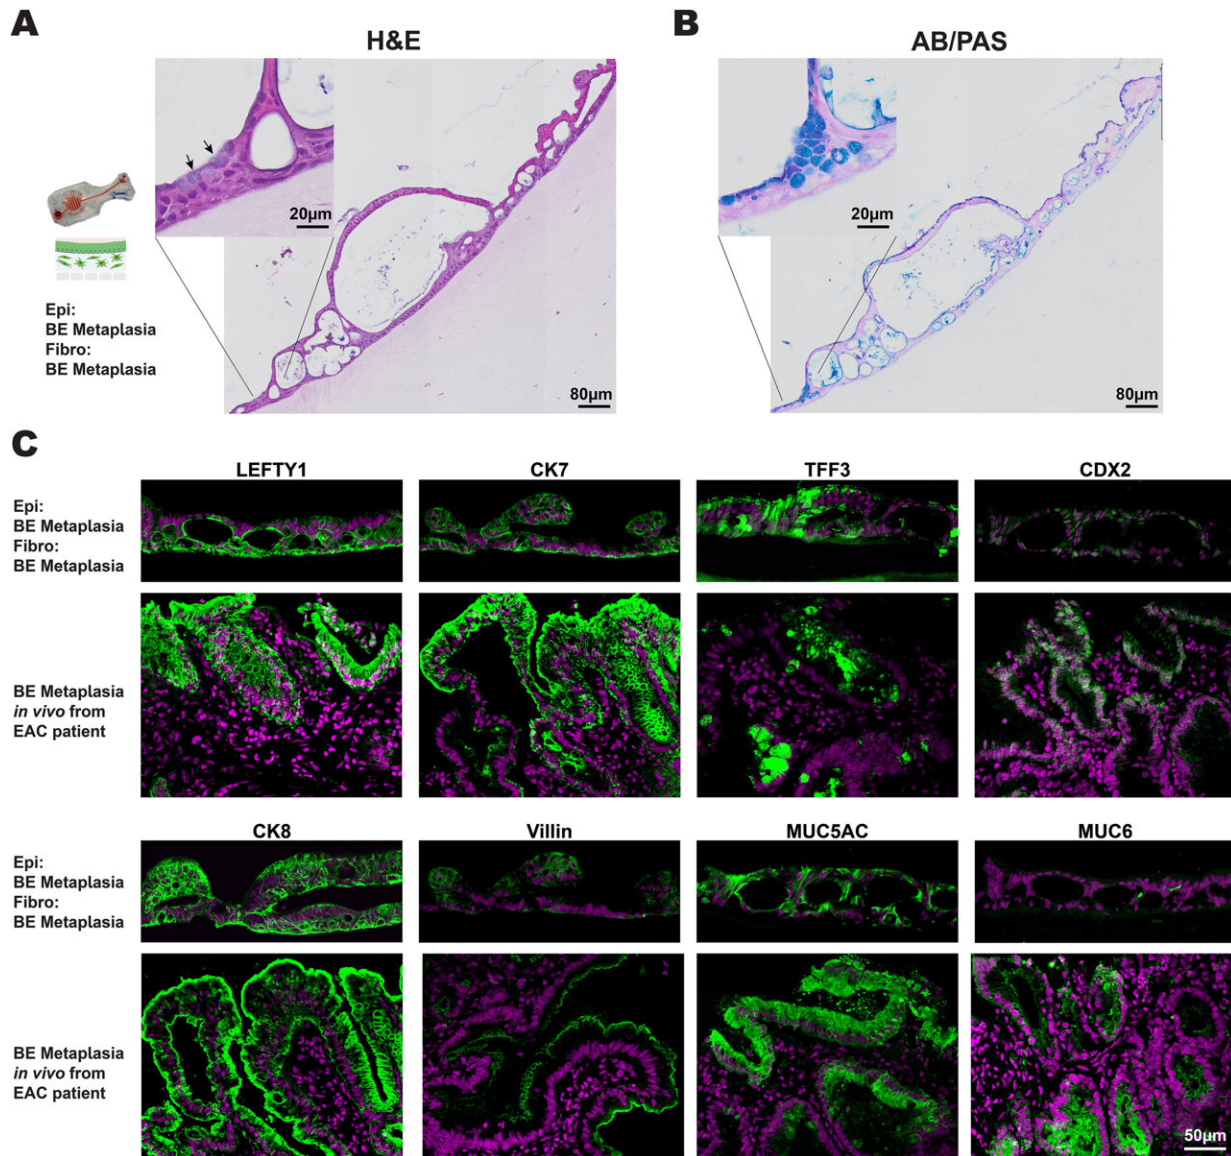 A
H&E
20µm
80µm
Epi:
BE Metaplasia
Fibro:
BE Metaplasia
B
AB/PAS
20µm
80µm
C
LEFTY1
CK7
TFF3
CDX2
Epi:
BE Metaplasia
Fibro:
BE Metaplasia
BE Metaplasia
in vivo from
EAC patient
CK8
Villin
MUC5AC
MUC6
Epi:
BE Metaplasia
Fibro:
BE Metaplasia
BE Metaplasia
in vivo from
EAC patient
50µm